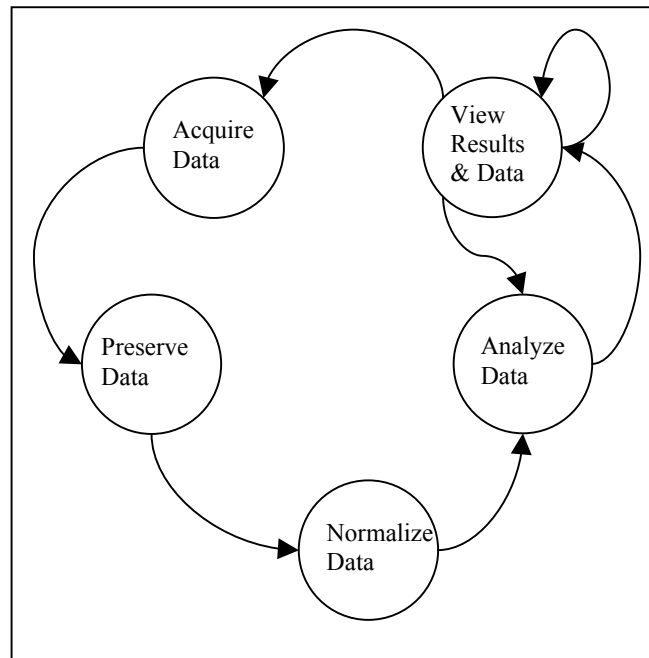 Acquire
Data
View
Results
& Data
Preserve
Data
Analyze
Data
Normalize
Data